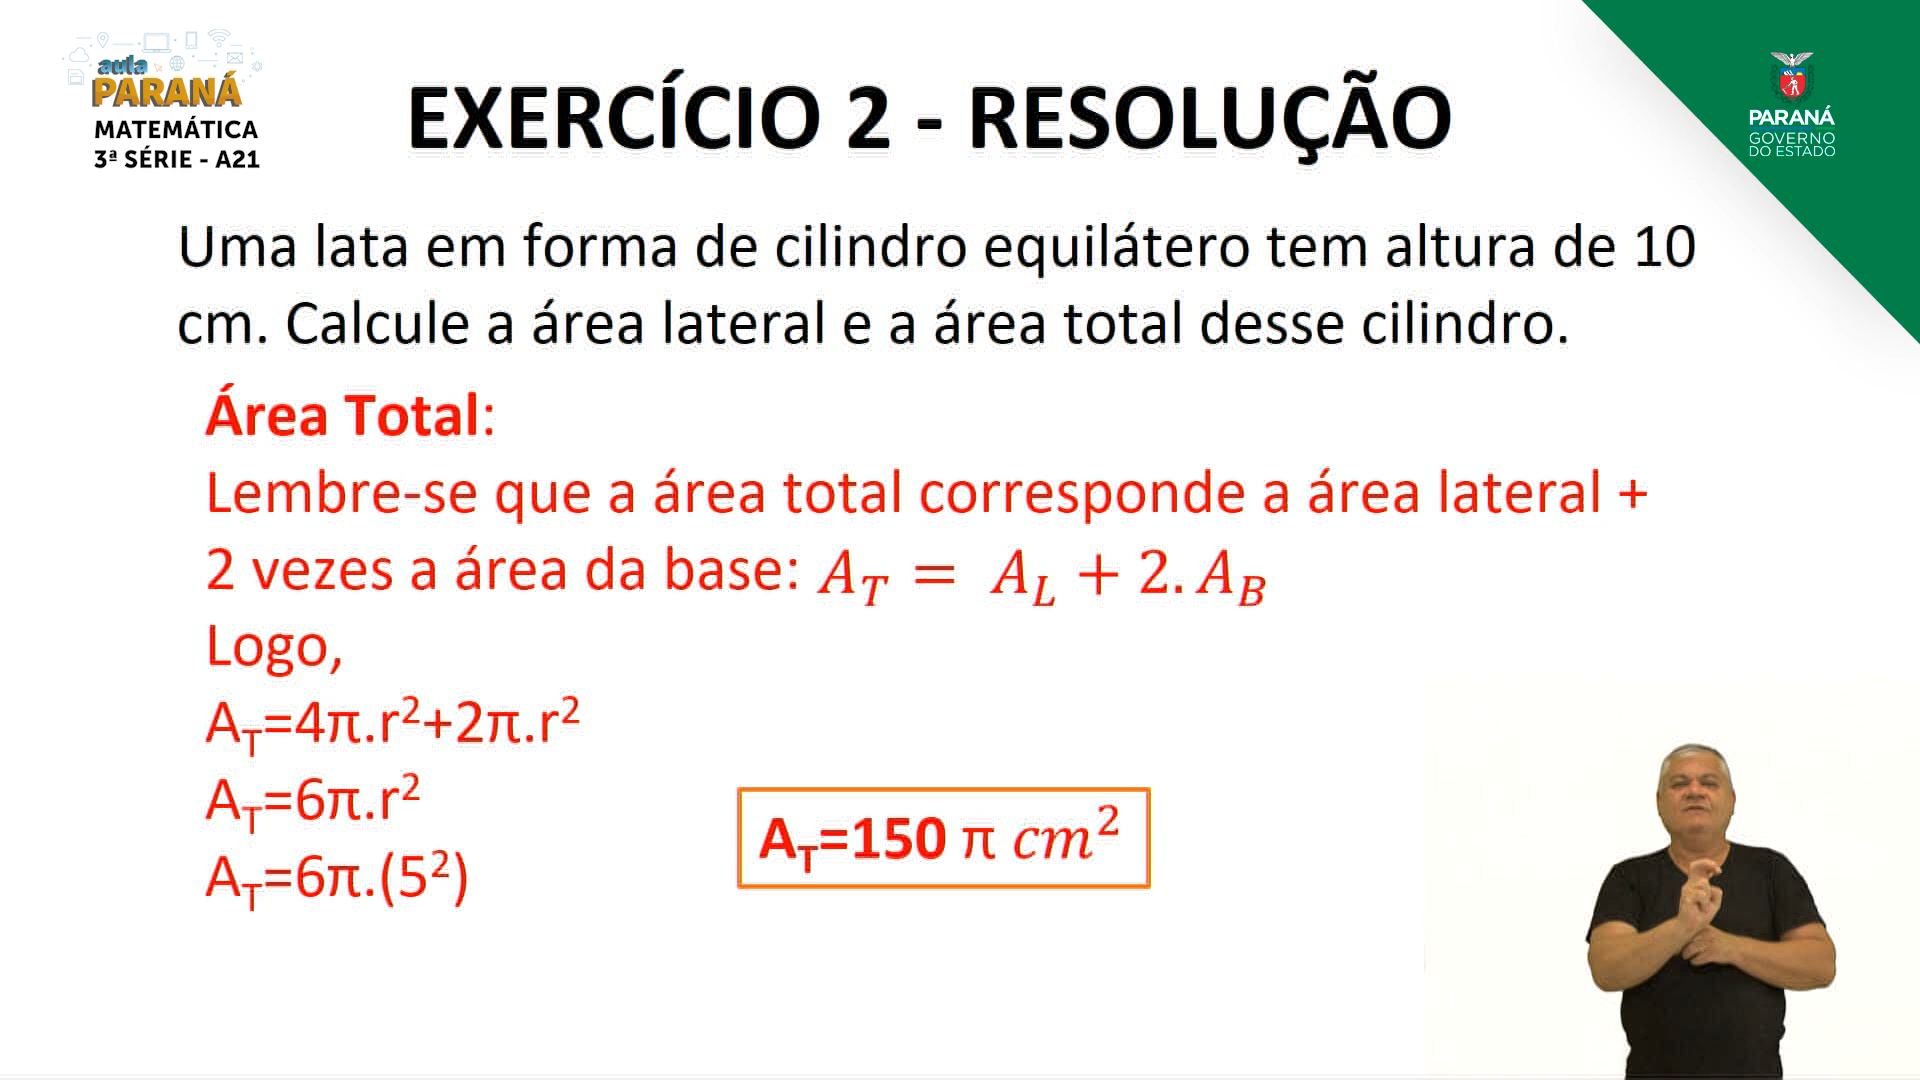 aula
PARANÁ
MATEMÁTICA
3ª SÉRIE - A21
EXERCÍCIO 2 - RESOLUÇÃO
PARANÁ
GOVERNO
DO ESTADO
Uma lata em forma de cilindro equilátero tem altura de 10
cm. Calcule a área lateral e a área total desse cilindro.
Área Total:
Lembre-se que a área total corresponde a área lateral +
2 vezes a área da base: A_T = A_L + 2. A_B
Logo,
A_T=4π.r²+2π.r²
A_T=6π.r²
A_T=6π.(5²)
A_T=150 π cm²